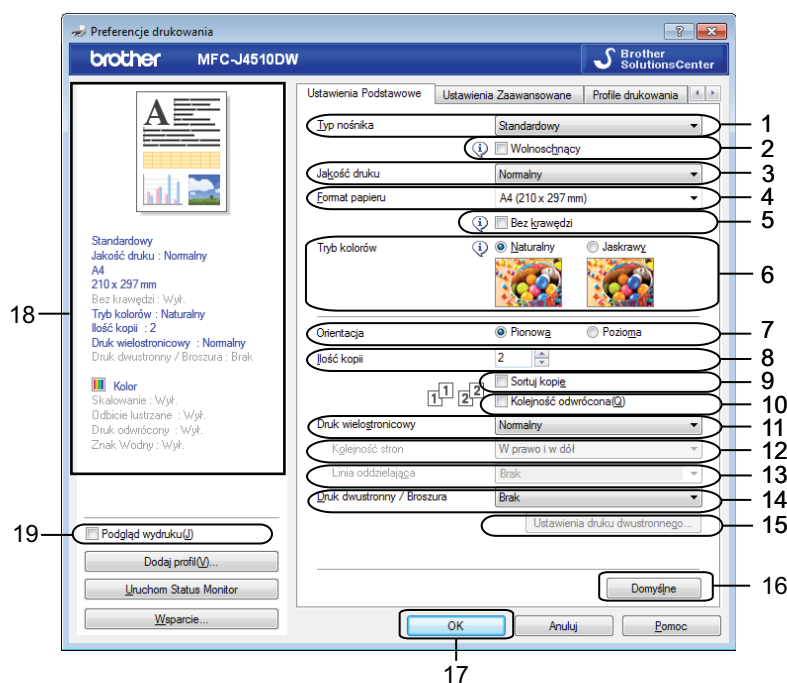 Preferencje drukowania
brother MFC-J4510DW Brother SolutionsCenter
Ustawienia Podstawowe Ustawienia Zaawansowane Profile drukowania
A
Typ nośnika Standardowy 1
Wolnoschnący 2
Jakość druku Normalny 3
Format papieru A4 (210 x 297 mm) 4
Bez krawędzi 5
Tryb kolorów Naturalny Jaskrawy 6
Orientacja Pionowa Pozioma 7
Ilość kopii 2 8
Sortuj kopię 9
1 1 2 2 Kolejność odwrócona(Q) 10
Druk wielostronicowy Normalny 11
Kolejność stron W prawo i w dół 12
Linia oddzielająca Brak 13
Druk dwustronny / Broszura Brak 14
Ustawienia druku dwustronnego... 15
Domyślne 16
OK Anuluj Pomoc
17
18
Standardowy
Jakość druku : Normalny
A4
210 x 297 mm
Bez krawędzi : Wył.
Tryb kolorów : Naturalny
Ilość kopii : 2
Druk wielostronicowy : Normalny
Druk dwustronny / Broszura : Brak
Kolor
Skalowanie : Wył.
Odbicie lustrzane : Wył.
Druk odwrócony : Wył.
Znak Wodny : Wył.
19 Podgląd wydruku(J)
Dodaj profil(V)...
Uruchom Status Monitor
Wsparcie...